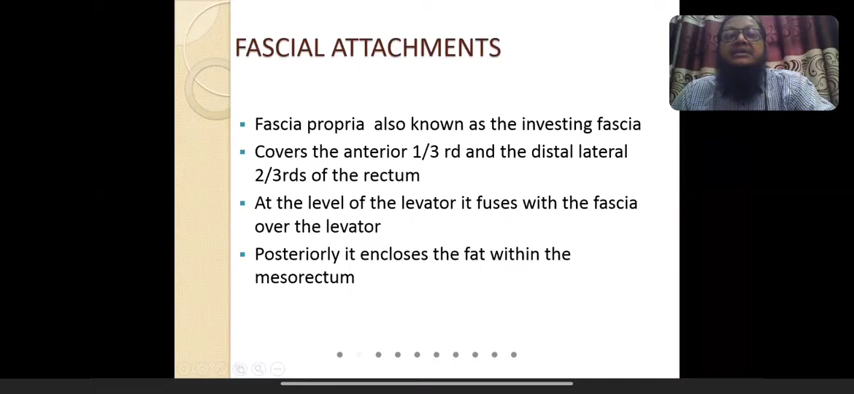 FASCIAL ATTACHMENTS
Fascia propria also known as the investing fascia
Covers the anterior 1/3 rd and the distal lateral
2/3rds of the rectum
At the level of the levator it fuses with the fascia
over the levator
Posteriorly it encloses the fat within the
mesorectum